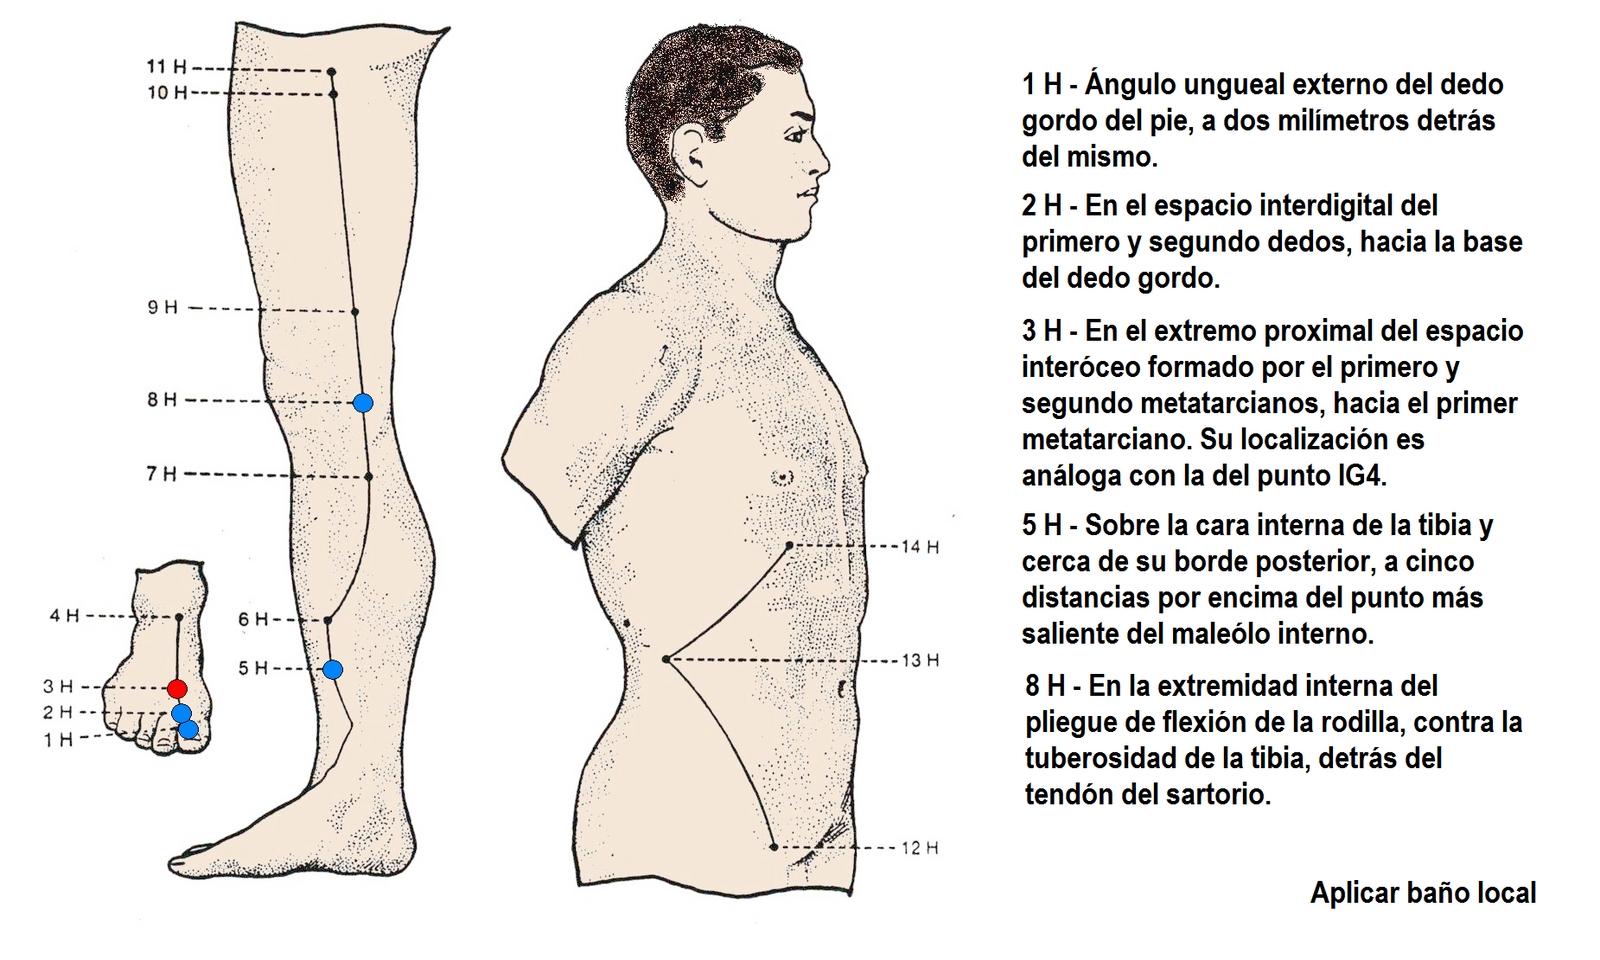 11 H
10 H
9 H
8 H
7 H
6 H
5 H
4 H
3 H
2 H
1 H
14 H
13 H
12 H
1 H - Ángulo ungueal externo del dedo
gordo del pie, a dos milímetros detrás
del mismo.
2 H - En el espacio interdigital del
primero y segundo dedos, hacia la base
del dedo gordo.
3 H - En el extremo proximal del espacio
interóceo formado por el primero y
segundo metatarcianos, hacia el primer
metatarciano. Su localización es
análoga con la del punto IG4.
5 H - Sobre la cara interna de la tibia y
cerca de su borde posterior, a cinco
distancias por encima del punto más
saliente del maleólo interno.
8 H - En la extremidad interna del
pliegue de flexión de la rodilla, contra la
tuberosidad de la tibia, detrás del
tendón del sartorio.
Aplicar baño local